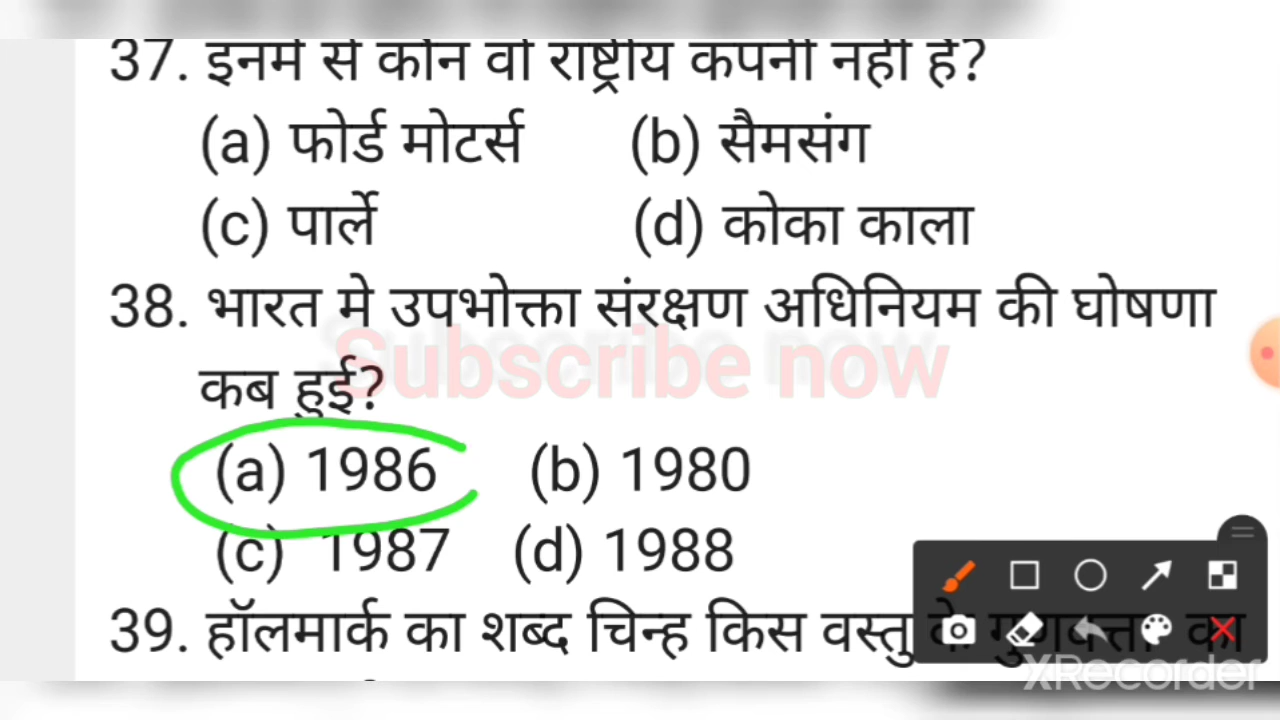 37. इनमे से कौन वो राष्ट्रीय कंपनी नहीं है?
(a) फोर्ड मोटर्स (b) सैमसंग
(c) पार्ले (d) कोका काला
38. भारत मे उपभोक्ता संरक्षण अधिनियम की घोषणा
कब हुई?
Subscribe now
(a) 1986 (b) 1980
(c) 1987 (d) 1988
39. हॉलमार्क का शब्द चिन्ह किस वस्तु के गुणवत्ता का
XRecorder